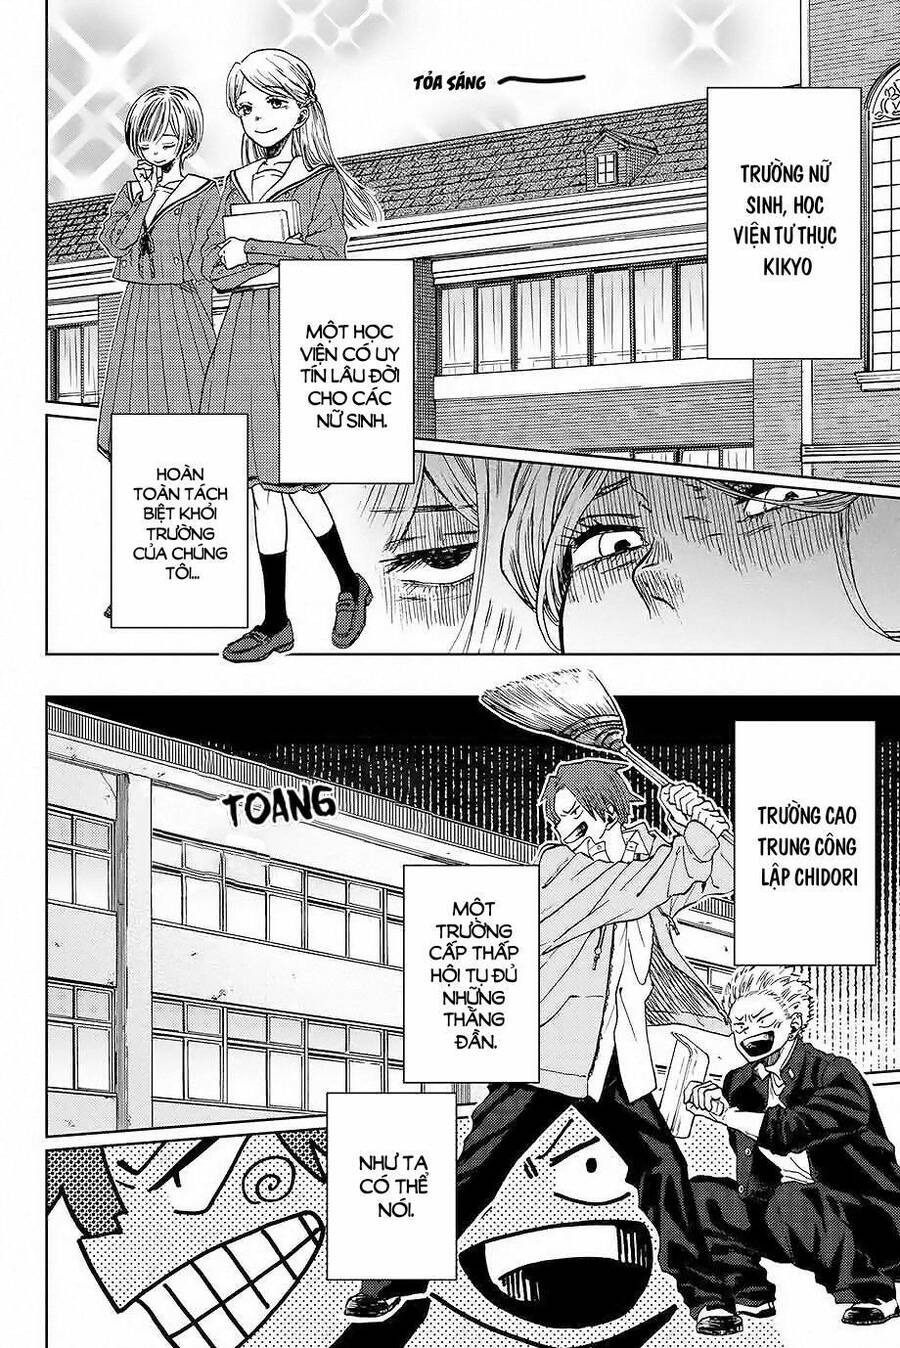 TRƯỜNG NỮ
SINH, HỌC
VIỆN TƯ THỤC
KIKYO
TỎA SÁNG
MỘT HỌC
VIỆN CÓ UY
TÍN LÂU ĐỜI
CHO CÁC
NỮ SINH.
HOÀN
TOÀN TÁCH
BIỆT KHỎI
TRƯỜNG
CỦA CHÚNG
TÔI...
TRƯỜNG CAO
TRUNG CÔNG
LẬP CHIDORI
TOANG
MỘT
TRƯỜNG
CẤP THẤP
HỘI TỤ ĐỦ
NHỮNG
THẰNG
ĐẦN.
NHƯ TA
CÓ THỂ
NÓI.